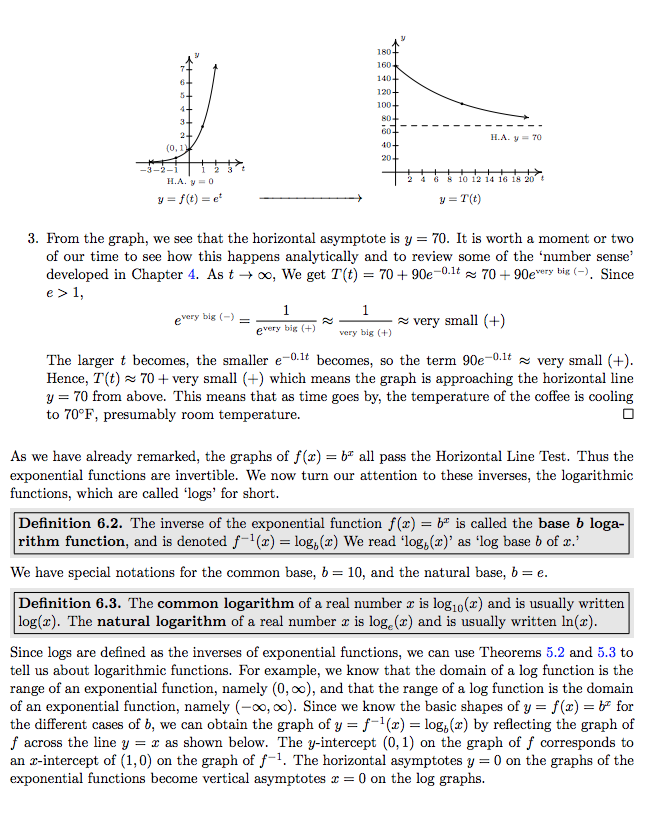 y
7
6
5
4
3
2
(0, 1)
−3 −2 −1 1 2 3 t
H.A. y = 0
y = f(t) = e^t
y
180
160
140
120
100
80
60
40
20
H.A. y = 70
2 4 6 8 10 12 14 16 18 20 t
y = T(t)
3. From the graph, we see that the horizontal asymptote is y = 70. It is worth a moment or two
of our time to see how this happens analytically and to review some of the ‘number sense’
developed in Chapter 4. As t → ∞, We get T(t) = 70 + 90e^−0.1t ≈ 70 + 90e^very big (−). Since
e > 1,
e^very big (−) = 1/e^very big (+) ≈ 1/very big (+) ≈ very small (+)
The larger t becomes, the smaller e^−0.1t becomes, so the term 90e^−0.1t ≈ very small (+).
Hence, T(t) ≈ 70 + very small (+) which means the graph is approaching the horizontal line
y = 70 from above. This means that as time goes by, the temperature of the coffee is cooling
to 70°F, presumably room temperature. □
As we have already remarked, the graphs of f(x) = b^x all pass the Horizontal Line Test. Thus the
exponential functions are invertible. We now turn our attention to these inverses, the logarithmic
functions, which are called ‘logs’ for short.
Definition 6.2. The inverse of the exponential function f(x) = b^x is called the base b loga-
rithm function, and is denoted f^−1(x) = log_b(x) We read ‘log_b(x)’ as ‘log base b of x.’
We have special notations for the common base, b = 10, and the natural base, b = e.
Definition 6.3. The common logarithm of a real number x is log_10(x) and is usually written
log(x). The natural logarithm of a real number x is log_e(x) and is usually written ln(x).
Since logs are defined as the inverses of exponential functions, we can use Theorems 5.2 and 5.3 to
tell us about logarithmic functions. For example, we know that the domain of a log function is the
range of an exponential function, namely (0, ∞), and that the range of a log function is the domain
of an exponential function, namely (−∞, ∞). Since we know the basic shapes of y = f(x) = b^x for
the different cases of b, we can obtain the graph of y = f^−1(x) = log_b(x) by reflecting the graph of
f across the line y = x as shown below. The y-intercept (0, 1) on the graph of f corresponds to
an x-intercept of (1, 0) on the graph of f^−1. The horizontal asymptotes y = 0 on the graphs of the
exponential functions become vertical asymptotes x = 0 on the log graphs.